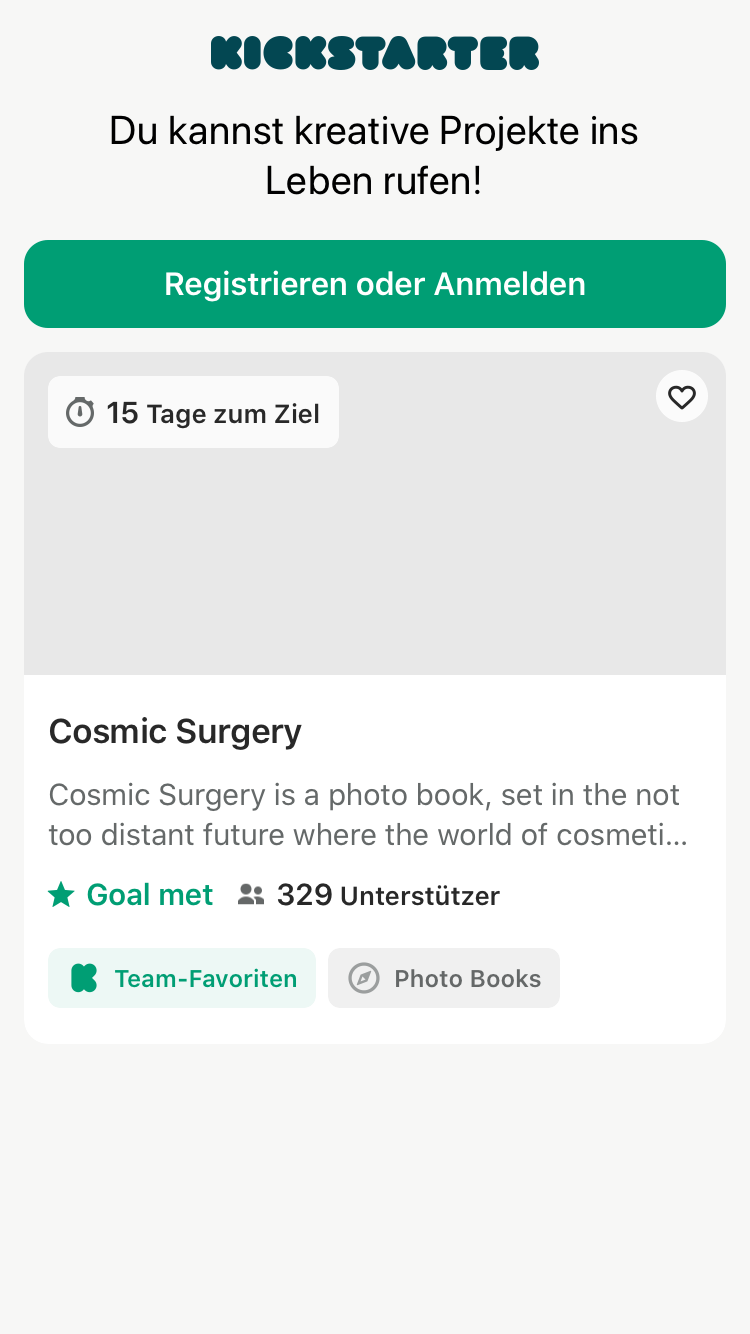 KICKSTARTER
Du kannst kreative Projekte ins
Leben rufen!
Registrieren oder Anmelden
15 Tage zum Ziel
Cosmic Surgery
Cosmic Surgery is a photo book, set in the not
too distant future where the world of cosmeti...
Goal met 329 Unterstützer
Team-Favoriten Photo Books